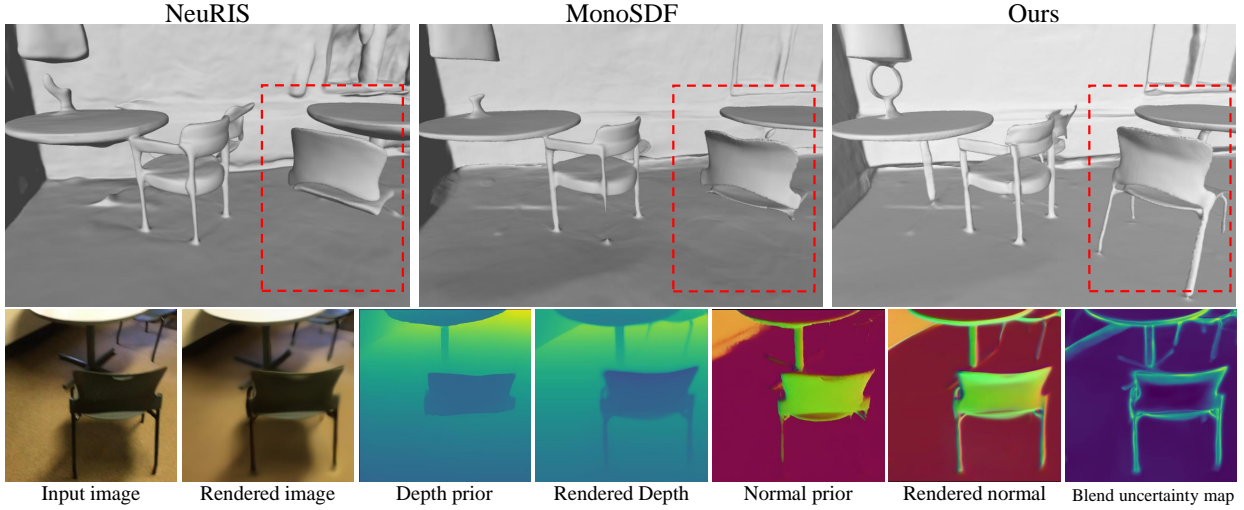 NeuRIS
MonoSDF
Ours
Input image
Rendered image
Depth prior
Rendered Depth
Normal prior
Rendered normal
Blend uncertainty map